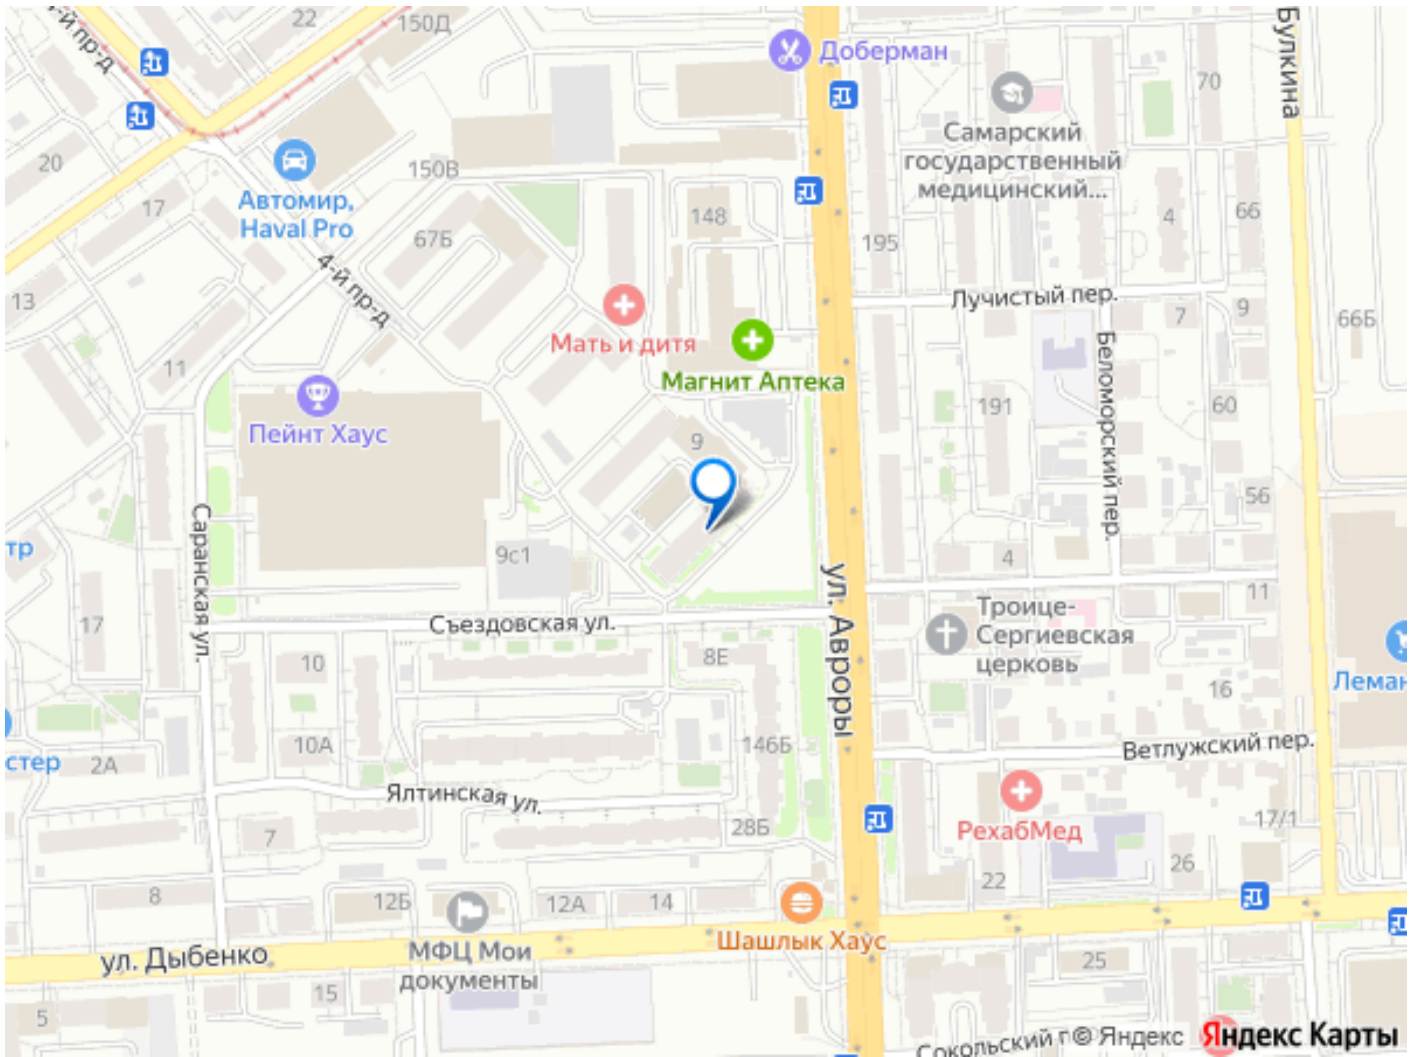 22
150Д
Доберман
й пр-д
Булкина
70
Самарский
государственный
медицинский...
20
150В
Автомир,
Haval Pro
17
148
4
66
67Б
195
4-й пр-д
13
Лучистый пер.
7
9
66Б
Мать и дитя
11
Магнит Аптека
Беломорский пер.
191
60
Пейнт Хаус
9
56
Саранская ул.
тр
9с1
4
ул. Авроры
11
Троице-
Сергиевская
церковь
17
Съездовская ул.
10
8Е
Леман
16
10А
146Б
Ветлужский пер.
стер
2А
Ялтинская ул.
7
28Б
РехабМед
17/1
26
22
8
12Б
12А
14
Шашлык Хаус
ул. Дыбенко
МФЦ Мои
документы
25
15
5
Сокольский п
© Яндекс
Яндекс Карты